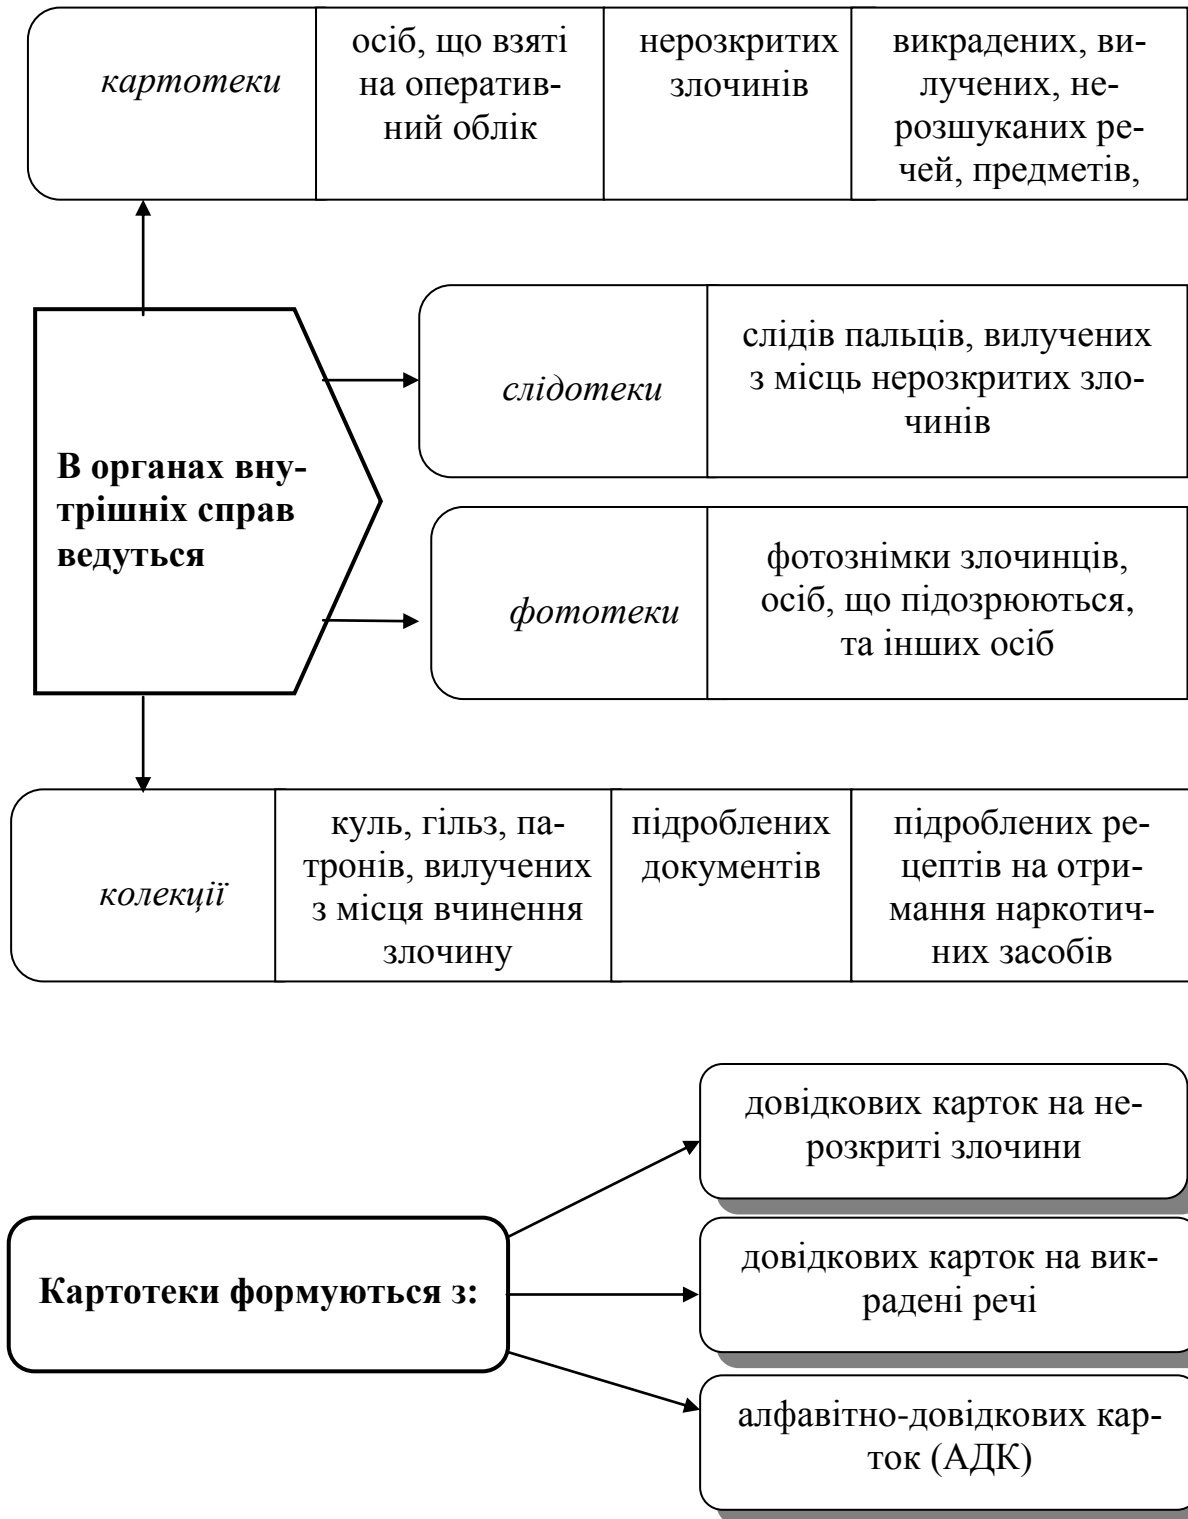 картотеки
осіб, що взяті
на оператив-
ний облік
нерозкритих
злочинів
викрадених, ви-
лучених, не-
розшуканих ре-
чей, предметів,
В органах вну-
трішніх справ
ведуться
слідотеки
слідів пальців, вилучених
з місць нерозкритих зло-
чинів
фототеки
фотознімки злочинців,
осіб, що підозрюються,
та інших осіб
колекції
куль, гільз, па-
тронів, вилучених
з місця вчинення
злочину
підроблених
документів
підроблених ре-
цептів на отри-
мання наркотич-
них засобів
Картотеки формуються з:
довідкових карток на не-
розкриті злочини
довідкових карток на вик-
радені речі
алфавітно-довідкових кар-
ток (АДК)